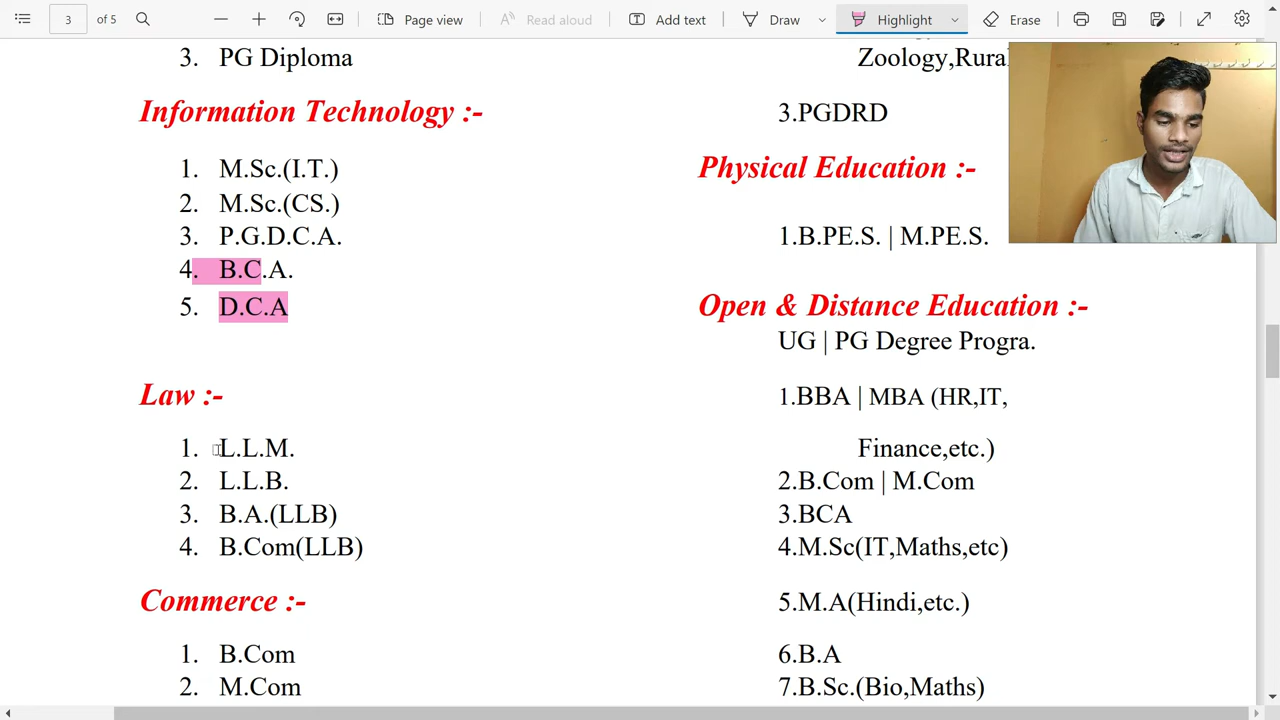 3
of 5
Page view
Read aloud
Add text
Draw
Highlight
Erase
3. PG Diploma
Information Technology :-
1. M.Sc.(I.T.)
2. M.Sc.(CS.)
3. P.G.D.C.A.
4. B.C.A.
5. D.C.A
Law :-
1. L.L.M.
2. L.L.B.
3. B.A.(LLB)
4. B.Com(LLB)
Commerce :-
1. B.Com
2. M.Com
Zoology,Rural
3.PGDRD
Physical Education :-
1.B.PE.S. | M.PE.S.
Open & Distance Education :-
UG | PG Degree Progra.
1.BBA | MBA (HR,IT,
Finance,etc.)
2.B.Com | M.Com
3.BCA
4.M.Sc(IT,Maths,etc)
5.M.A(Hindi,etc.)
6.B.A
7.B.Sc.(Bio,Maths)